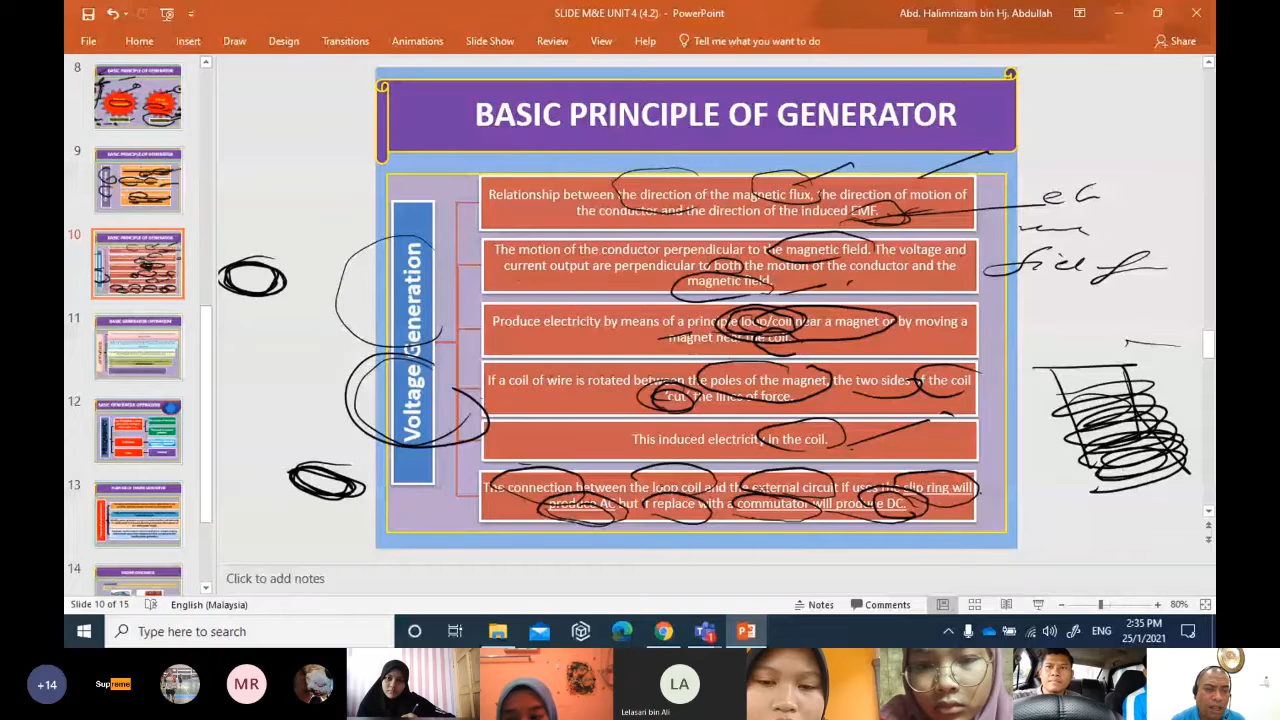 SLIDE M&E UNIT 4 (4.2) - PowerPoint
Abd. Halimnizam bin Hj. Abdullah
File Home Insert Draw Design Transitions Animations Slide Show Review View Help Tell me what you want to do Share
8
9
10
11
12
13
14
BASIC PRINCIPLE OF GENERATOR
Voltage Generation
Relationship between the direction of the magnetic flux, the direction of motion of
the conductor and the direction of the induced EMF.
The motion of the conductor perpendicular to the magnetic field. The voltage and
current output are perpendicular to both the motion of the conductor and the
magnetic field.
Produce electricity by means of a principle loop/coil near a magnet or by moving a
magnet near the coil.
If a coil of wire is rotated between the poles of the magnet, the two sides of the coil
'cut' the lines of force.
This induced electricity in the coil.
The connection between the loop coil and the external circuit if uses the slip ring will
produce AC but if replace with a commutator will produce DC.
Click to add notes
Slide 10 of 15 English (Malaysia) Notes Comments 80%
Type here to search
ENG
2:35 PM
25/1/2021
+14
Supreme
MR
LA
Lelasari bin Ali